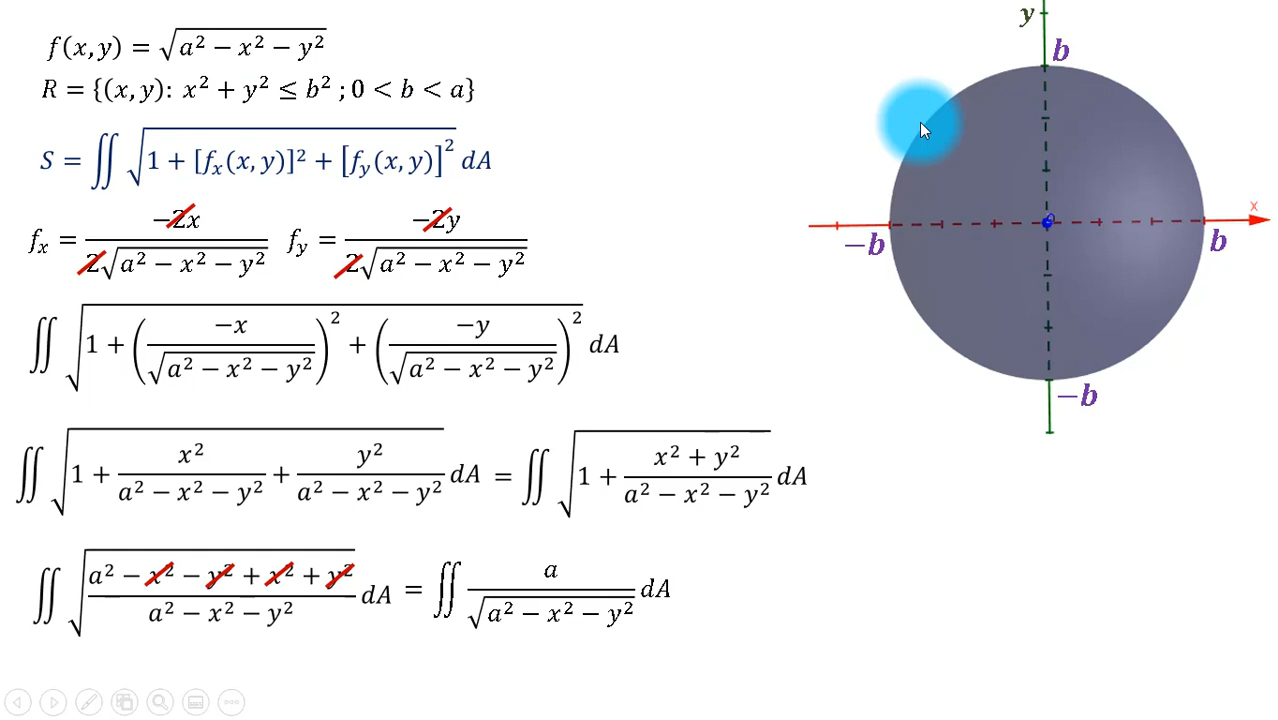 f(x, y) = √(a² − x² − y²)
R = {(x, y): x² + y² ≤ b² ; 0 < b < a}
S = ∬ √(1 + [fₓ(x, y)]² + [f_y(x, y)]²) dA
fₓ = −2x / 2√(a² − x² − y²)   f_y = −2y / 2√(a² − x² − y²)
∬ √(1 + (−x / √(a² − x² − y²))² + (−y / √(a² − x² − y²))²) dA
∬ √(1 + x² / (a² − x² − y²) + y² / (a² − x² − y²)) dA = ∬ √(1 + (x² + y²) / (a² − x² − y²)) dA
∬ √((a² − x² − y² + x² + y²) / (a² − x² − y²)) dA = ∬ a / √(a² − x² − y²) dA
y
b
x
−b
0
b
−b